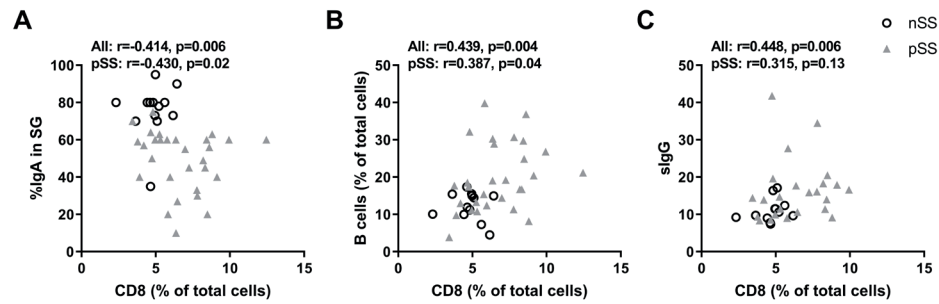 A
All: r=-0.414, p=0.006
pSS: r=-0.430, p=0.02
%IgA in SG
100
80
60
40
20
0
0 5 10 15
CD8 (% of total cells)
B
All: r=0.439, p=0.004
pSS: r=0.387, p=0.04
B cells (% of total cells)
50
40
30
20
10
0
0 5 10 15
CD8 (% of total cells)
C
All: r=0.448, p=0.006
pSS: r=0.315, p=0.13
sIgG
50
40
30
20
10
0
0 5 10 15
CD8 (% of total cells)
nSS
pSS